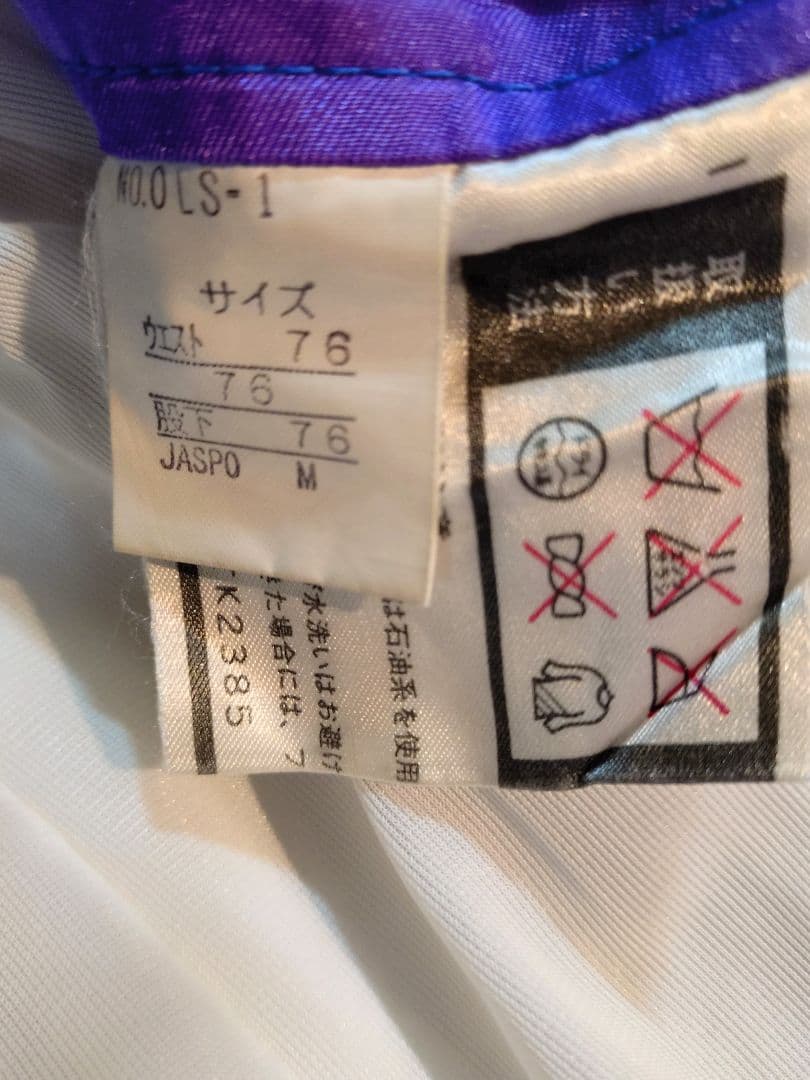 NO.OLS-1
サイズ
ウエスト 76
76
股下 76
JASPO M
取扱い方法
は石油系を使用
水洗いはお避け
た場合には、
K2385